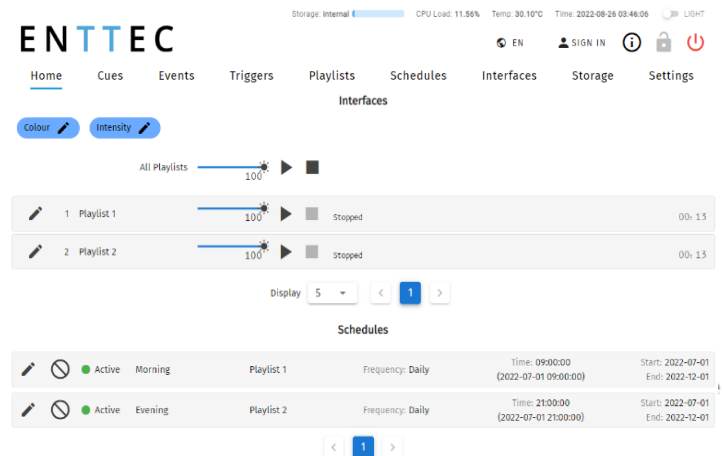 Storage: Internal CPU Load: 11.56% Temp: 30.10°C Time: 2022-08-26 03:46:06 LIGHT
ENTTEC
EN SIGN IN
Home Cues Events Triggers Playlists Schedules Interfaces Storage Settings
Interfaces
Colour Intensity
All Playlists 100
1 Playlist 1 100 Stopped 00: 13
2 Playlist 2 100 Stopped 00: 13
Display 5 < 1 >
Schedules
Active Morning Playlist 1 Frequency: Daily Time: 09:00:00 Start: 2022-07-01
(2022-07-01 09:00:00) End: 2022-12-01
Active Evening Playlist 2 Frequency: Daily Time: 21:00:00 Start: 2022-07-01
(2022-07-01 21:00:00) End: 2022-12-01
< 1 >